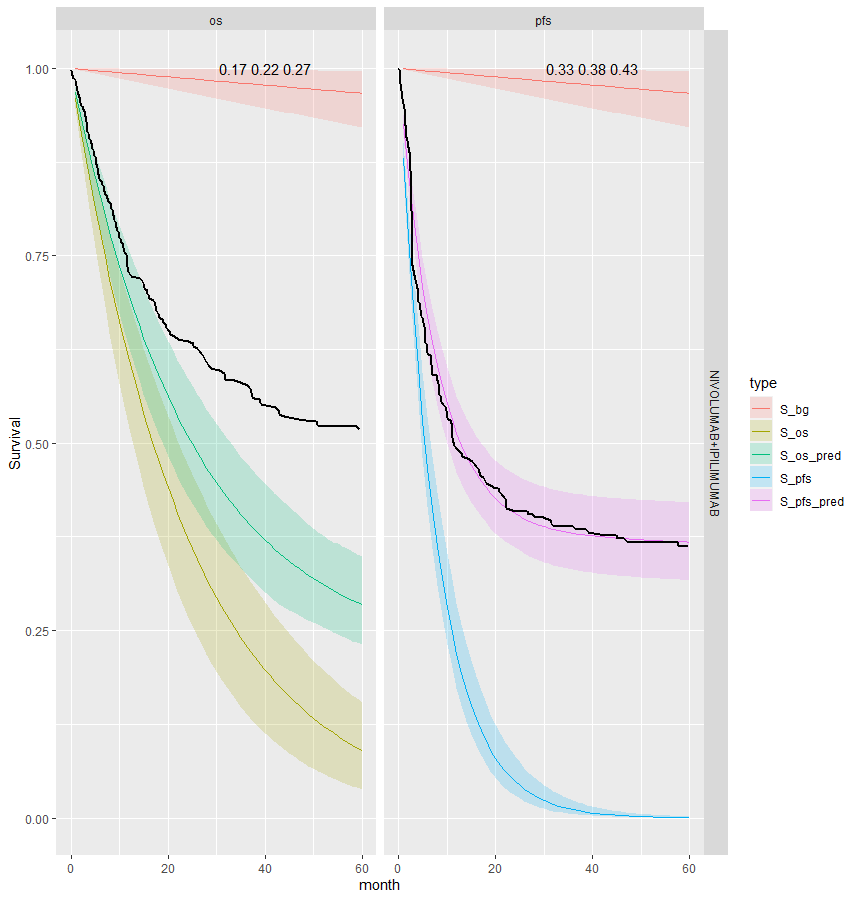 os
pfs
0.17 0.22 0.27
0.33 0.38 0.43
1.00
0.75
0.50
0.25
0.00
Survival
0
20
40
60
0
20
40
60
month
NIVOLUMAB+IPILIMUMAB
type
S_bg
S_os
S_os_pred
S_pfs
S_pfs_pred